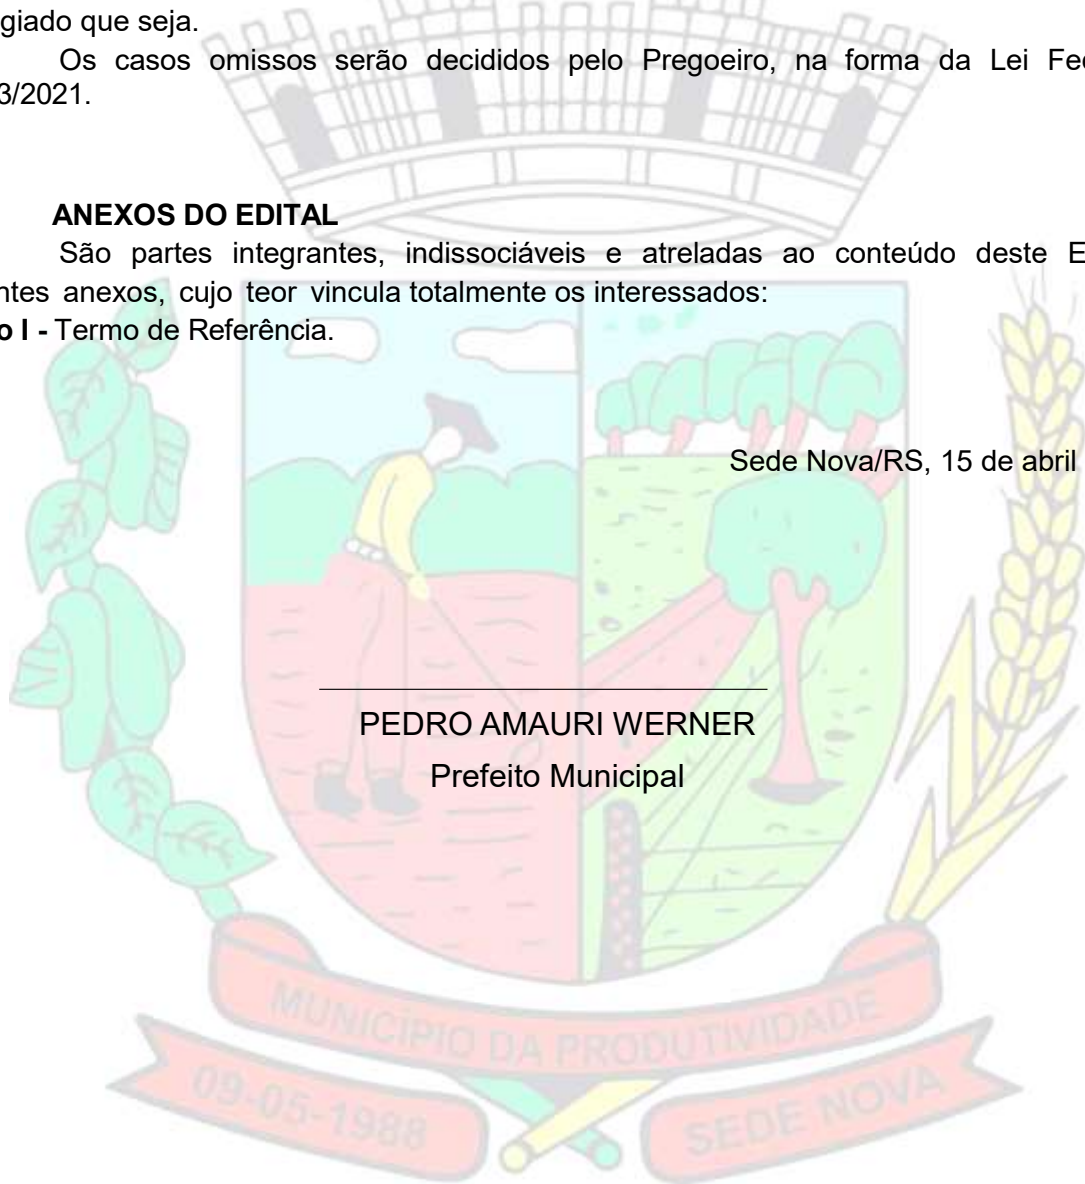 giado que seja.
Os casos omissos serão decididos pelo Pregoeiro, na forma da Lei Fe
3/2021.
ANEXOS DO EDITAL
São partes integrantes, indissociáveis e atreladas ao conteúdo deste E
ntes anexos, cujo teor vincula totalmente os interessados:
o I - Termo de Referência.
Sede Nova/RS, 15 de abril
PEDRO AMAURI WERNER
Prefeito Municipal
MUNICÍPIO DA PRODUTIVIDADE
09-05-1988
SEDE NOVA